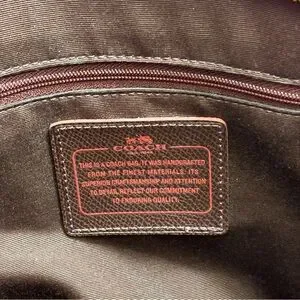 COACH
THIS IS A COACH BAG. IT WAS HANDCRAFTED
FROM THE FINEST MATERIALS. ITS
SUPERIOR CRAFTSMANSHIP AND ATTENTION
TO DETAIL REFLECT OUR COMMITMENT
TO ENDURING QUALITY.